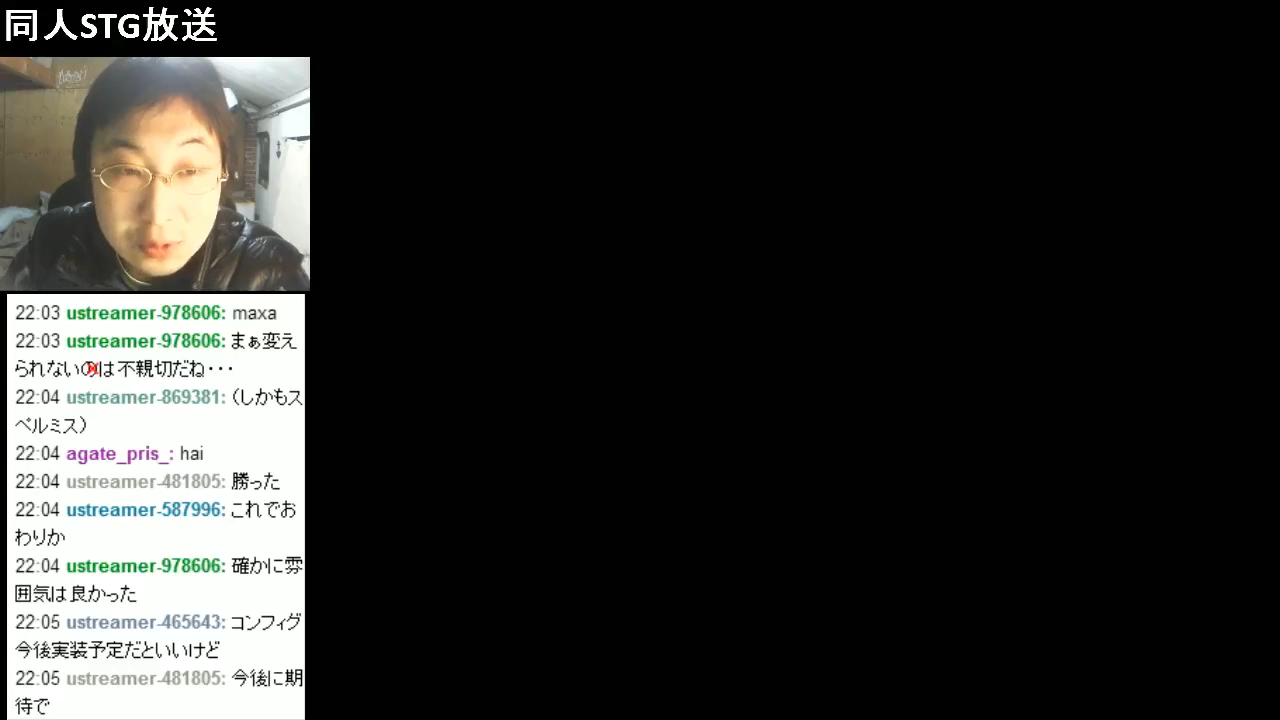 同人STG放送
22:03 ustreamer-978606: maxa
22:03 ustreamer-978606: まぁ変え
られないのは不親切だね・・・
22:04 ustreamer-869381: （しかもス
ペルミス）
22:04 agate_pris_: hai
22:04 ustreamer-481805: 勝った
22:04 ustreamer-587996: これでお
わりか
22:04 ustreamer-978606: 確かに雰
囲気は良かった
22:05 ustreamer-465643: コンフィグ
今後実装予定だといいけど
22:05 ustreamer-481805: 今後に期
待で